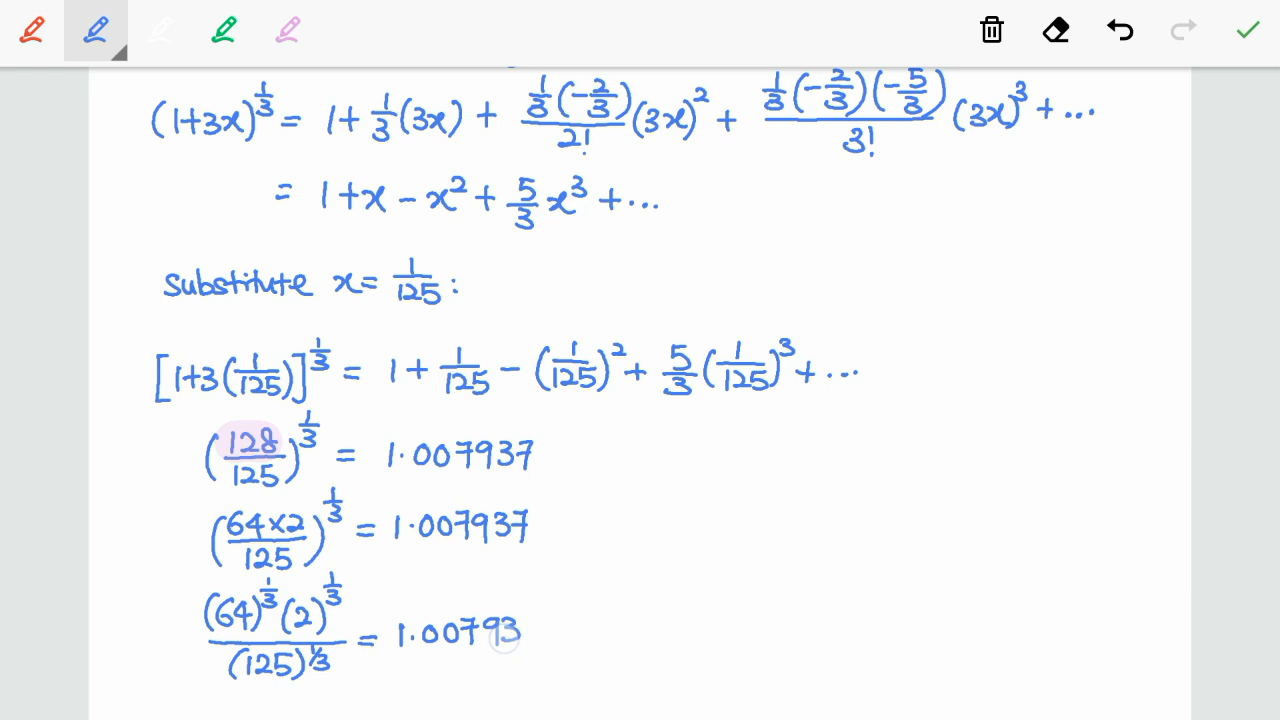 (1+3x)^(1/3) = 1 + 1/3 (3x) + (1/3(-2/3))/2! (3x)^2 + (1/3(-2/3)(-5/3))/3! (3x)^3 + ...
= 1 + x - x^2 + 5/3 x^3 + ...
Substitute x = 1/125 :
[1+3(1/125)]^(1/3) = 1 + 1/125 - (1/125)^2 + 5/3 (1/125)^3 + ...
(128/125)^(1/3) = 1.007937
(64×2/125)^(1/3) = 1.007937
(64)^(1/3) (2)^(1/3) / (125)^(1/3) = 1.00793